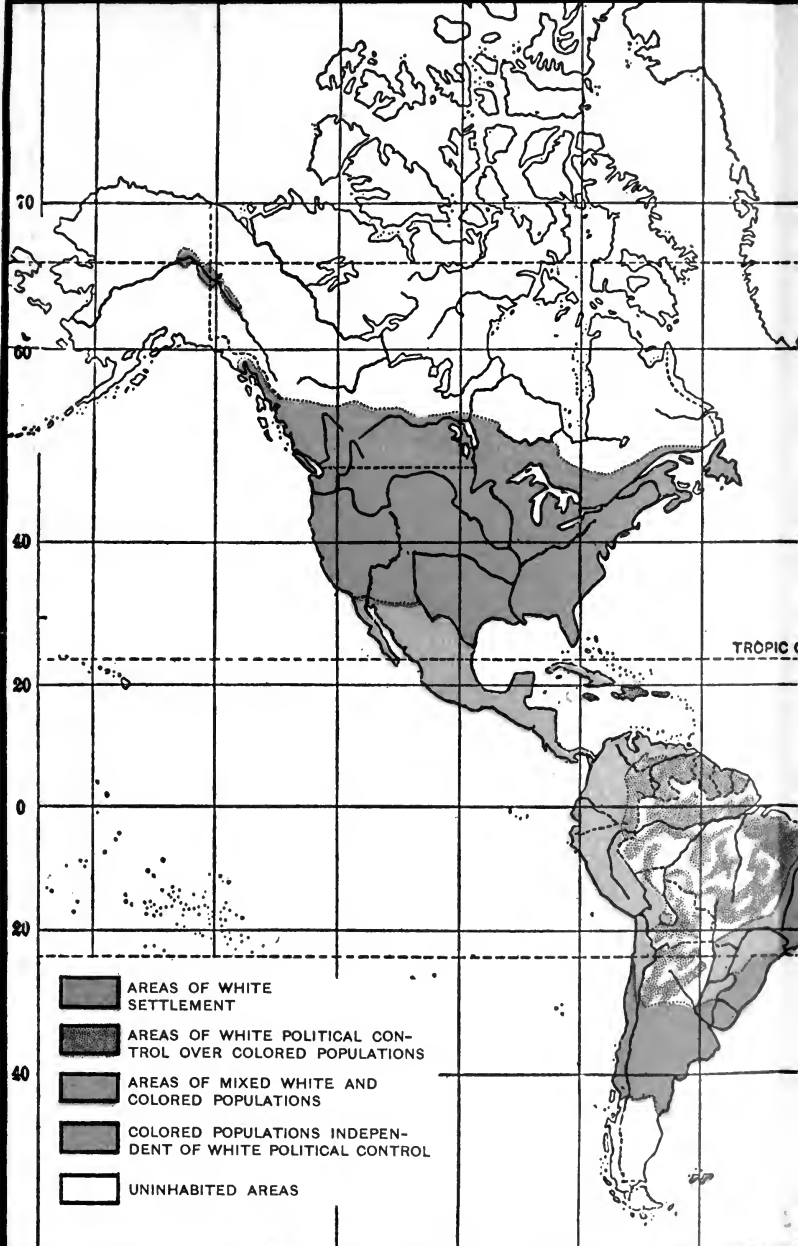 70
60
40
TROPIC
20
0
20
AREAS OF WHITE
SETTLEMENT
AREAS OF WHITE POLITICAL CON-
TROL OVER COLORED POPULATIONS
40
AREAS OF MIXED WHITE AND
COLORED POPULATIONS
COLORED POPULATIONS INDEPEN-
DENT OF WHITE POLITICAL CONTROL
UNINHABITED AREAS